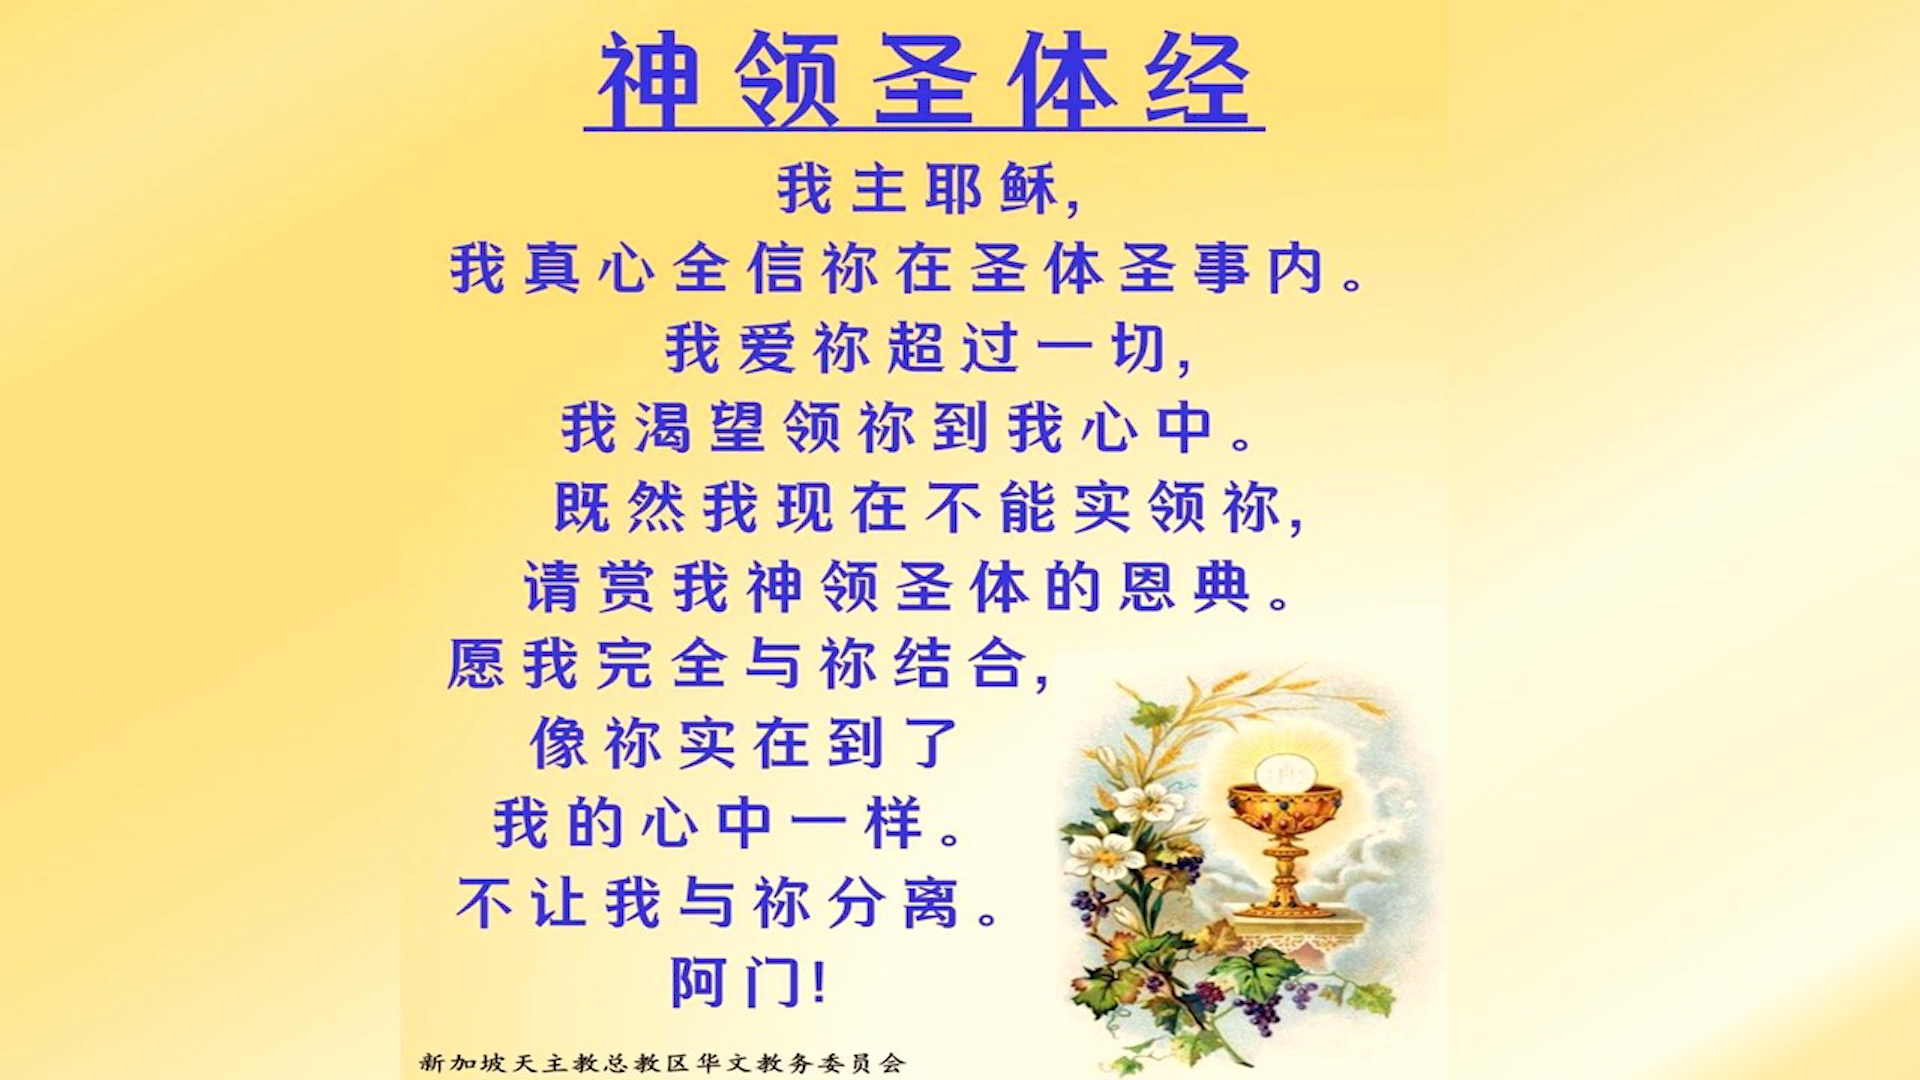 神领圣体经
我主耶稣,
我真心全信祢在圣体圣事内。
我爱祢超过一切,
我渴望领祢到我心中。
既然我现在不能实领祢,
请赏我神领圣体的恩典。
愿我完全与祢结合,
像祢实在到了
我的心中一样。
不让我与祢分离。
阿门!
IHS
新加坡天主教总教区华文教务委员会